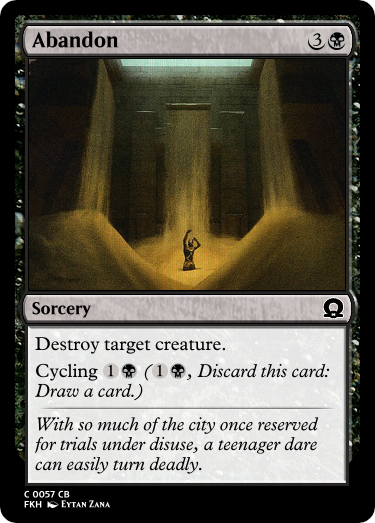 Abandon 3
Sorcery
Destroy target creature.
Cycling 1 (1, Discard this card:
Draw a card.)
With so much of the city once reserved
for trials under disuse, a teenager dare
can easily turn deadly.
C 0057 CB
FKH Eytan Zana